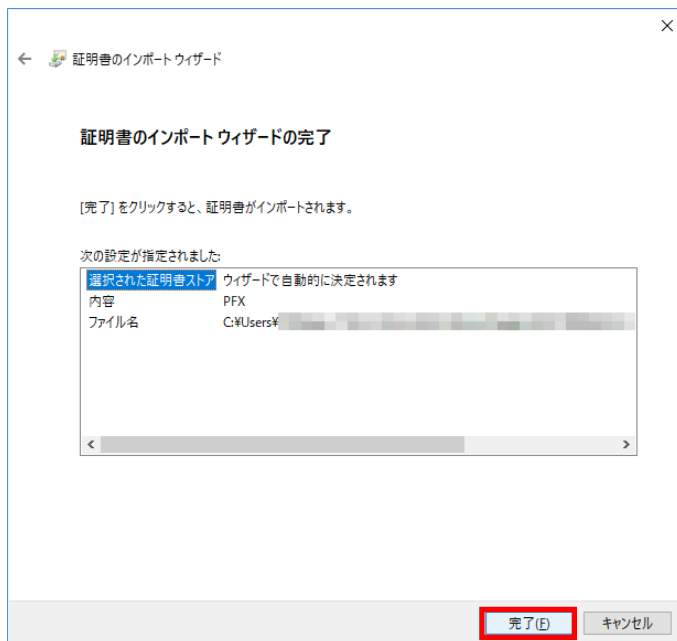 証明書のインポート ウィザード
証明書のインポート ウィザードの完了
[完了] をクリックすると、証明書がインポートされます。
次の設定が指定されました:
選択された証明書ストア ウィザードで自動的に決定されます
内容 PFX
ファイル名 C:¥Users¥
完了(F) キャンセル